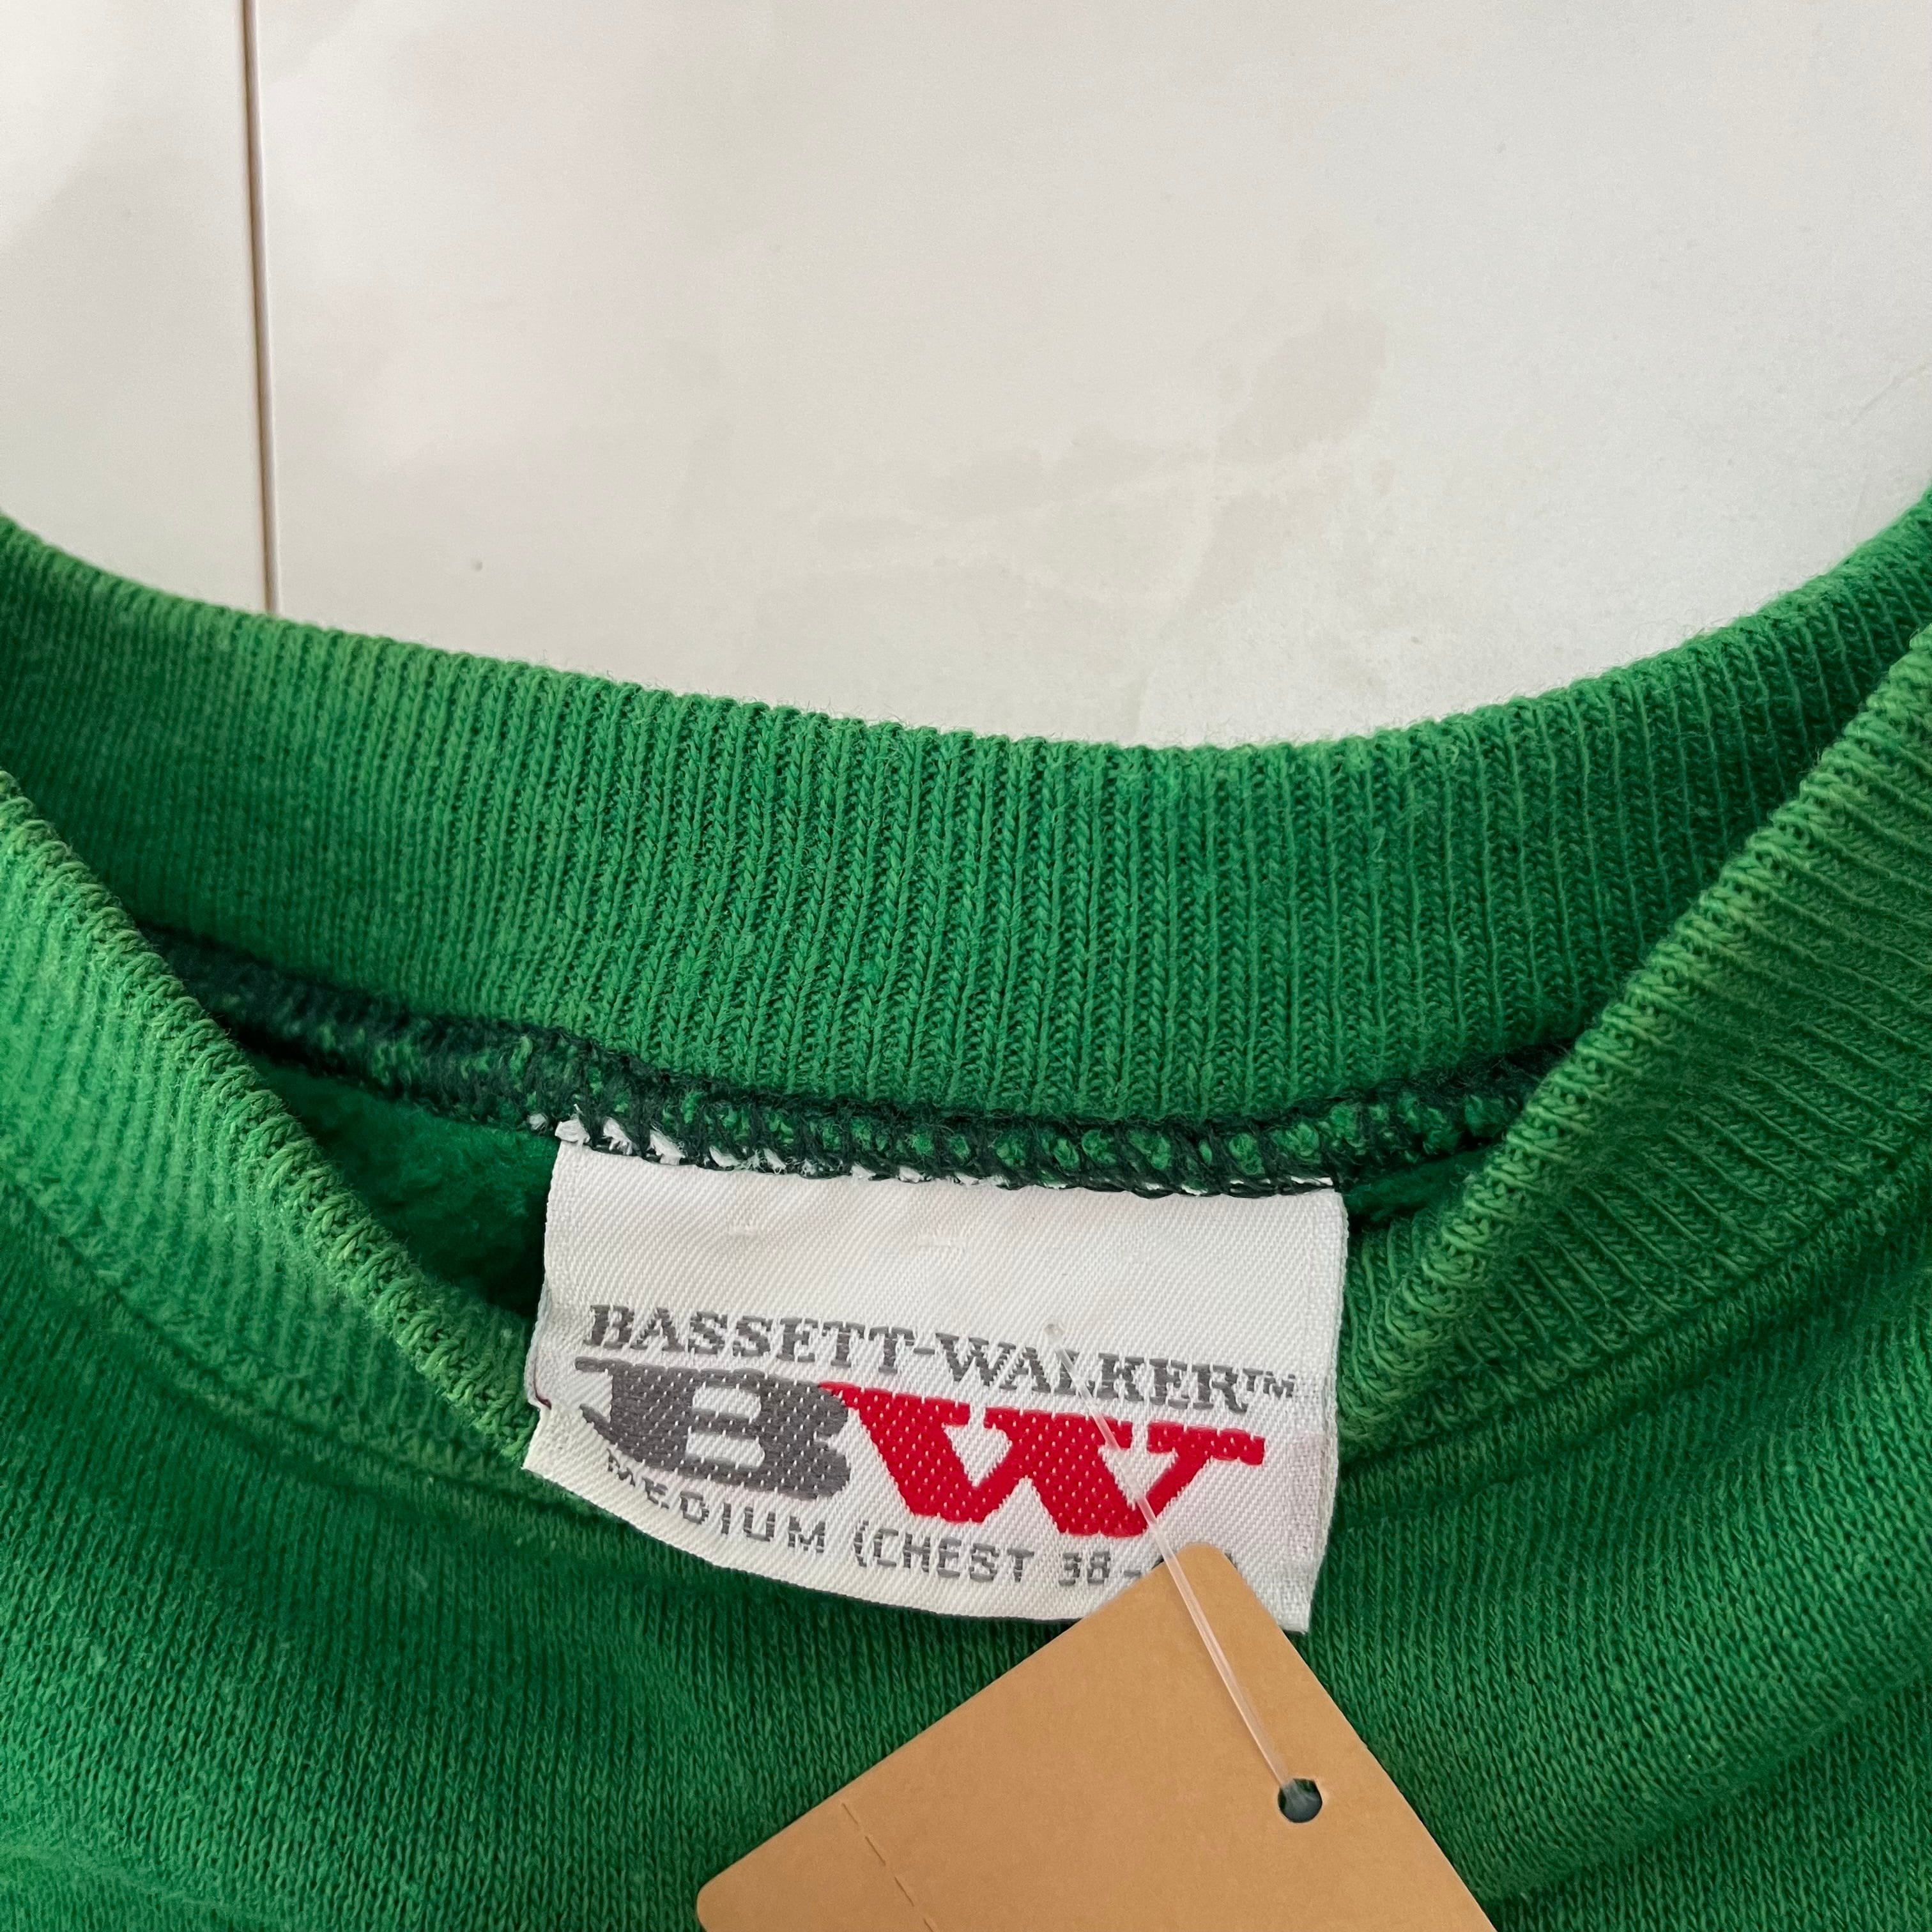 BASSETT-WALKER™
BW
MEDIUM (CHEST 38-